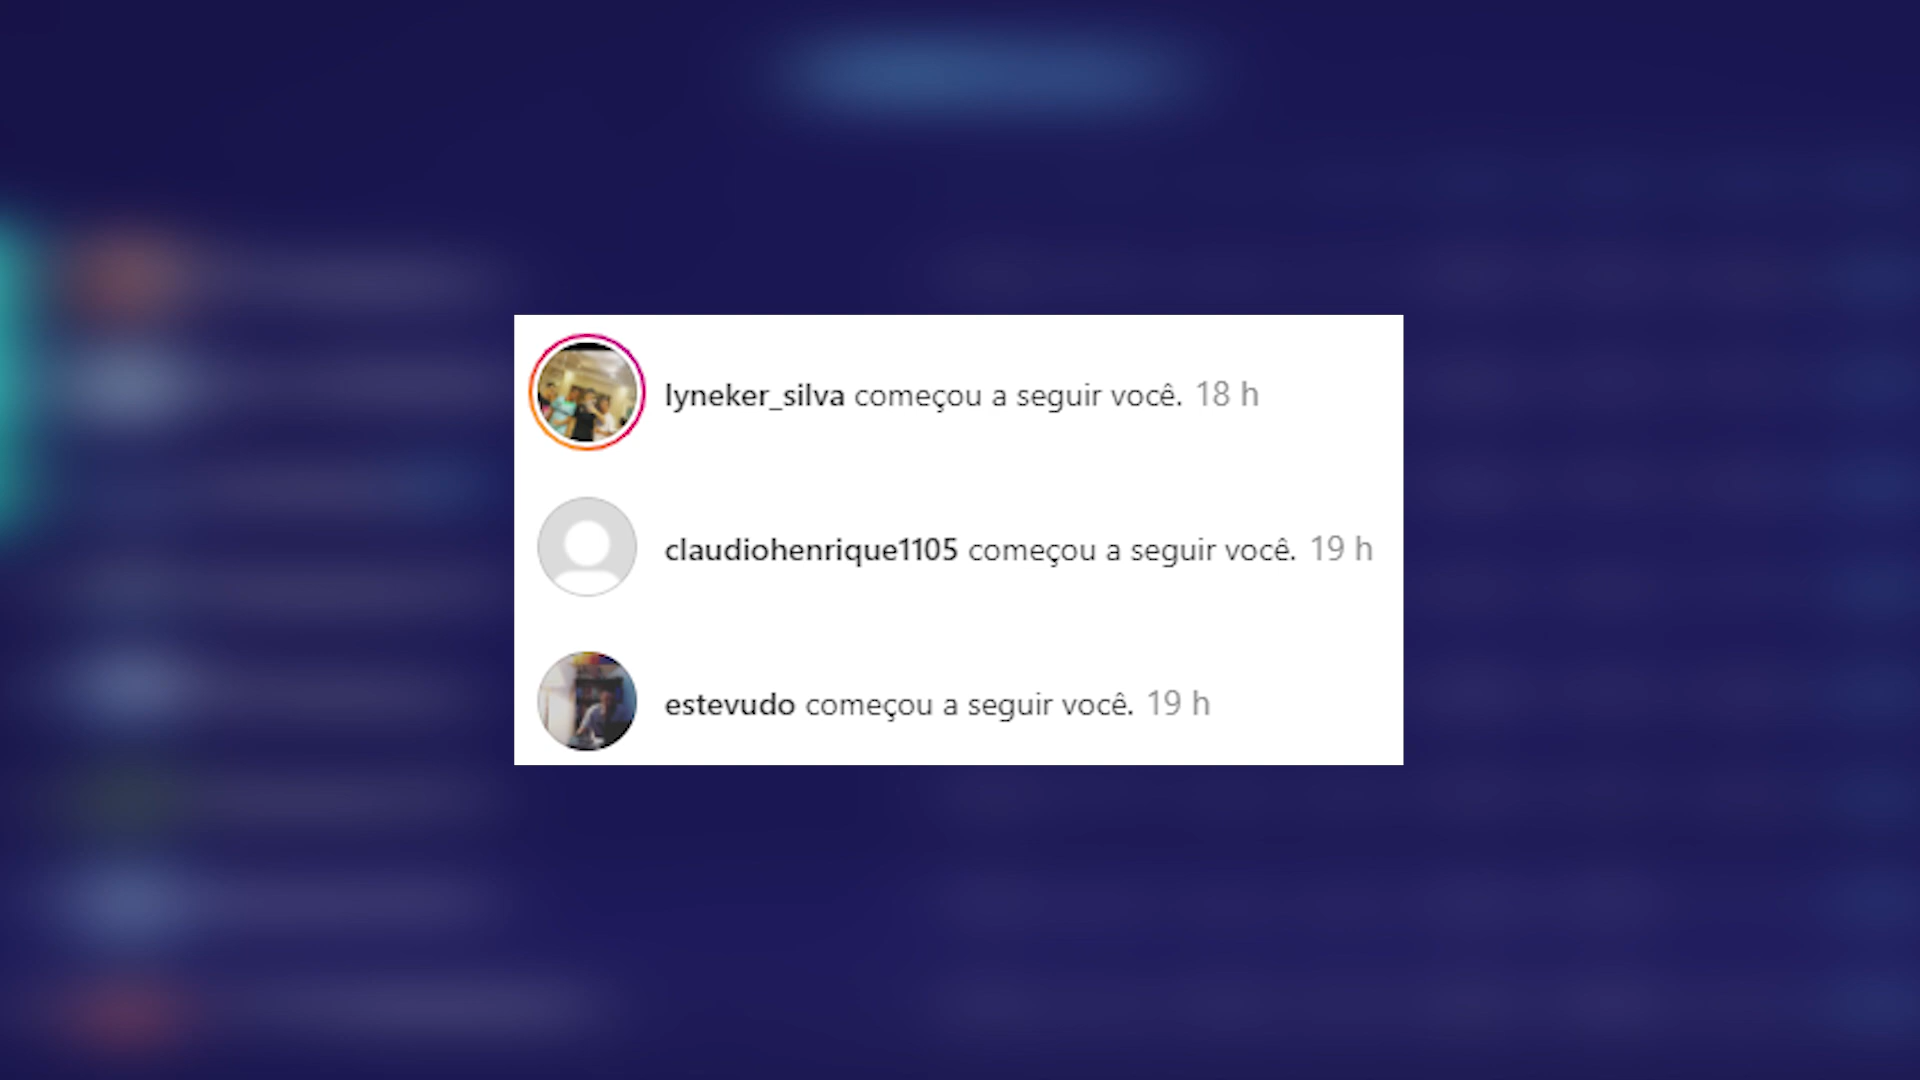 lyneker_silva começou a seguir você. 18 h
claudiohenrique1105 começou a seguir você. 19 h
estevudo começou a seguir você. 19 h